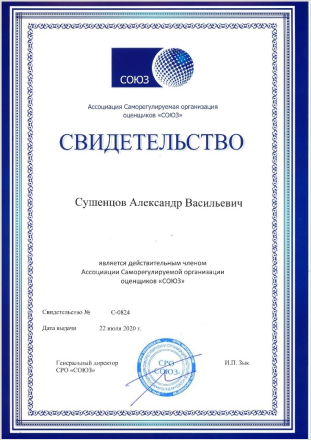 СОЮЗ
Ассоциация Саморегулируемая организация
оценщиков «СОЮЗ»
СВИДЕТЕЛЬСТВО
Сушенцов Александр Васильевич
является действительным членом
Ассоциации Саморегулируемой организации
оценщиков «СОЮЗ»
Свидетельство № С-0824
Дата выдачи 22 июля 2020 г.
Генеральный директор И.П. Зык
СРО «СОЮЗ»
СРО
СОЮЗ